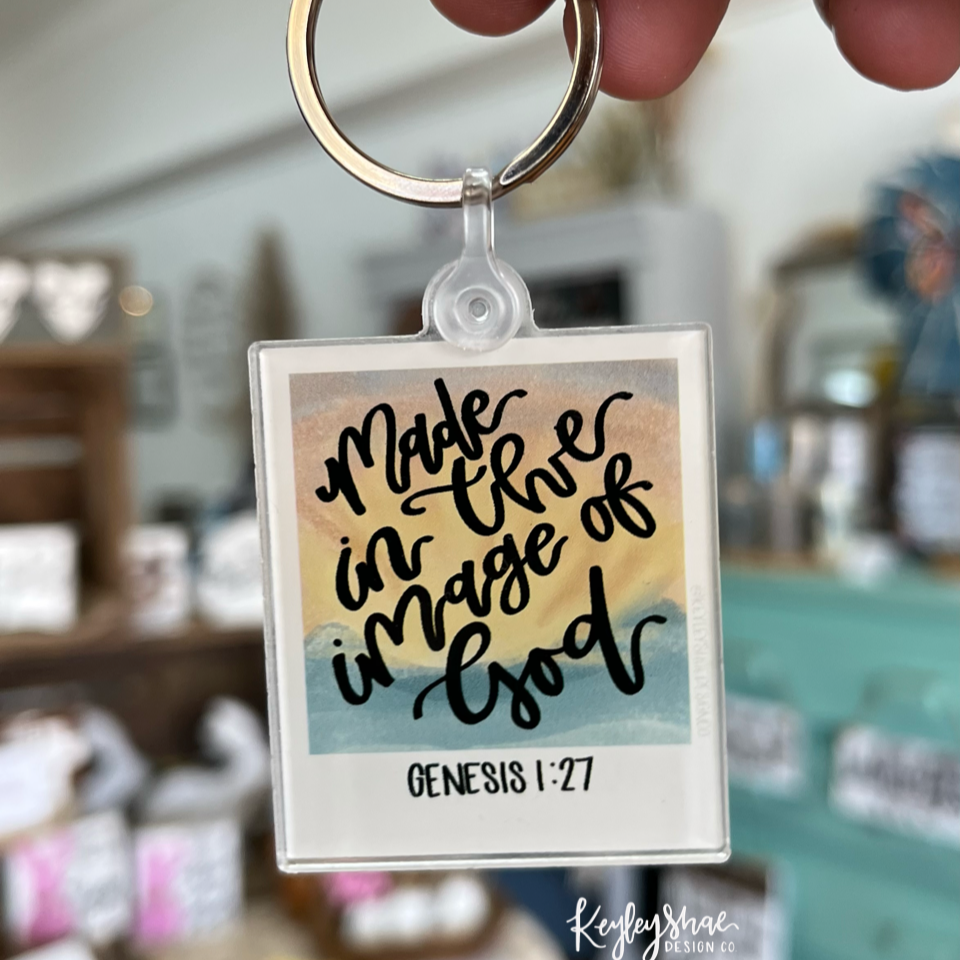 Made
in the
image of
God
GENESIS 1:27
KeyleyShae
DESIGN CO